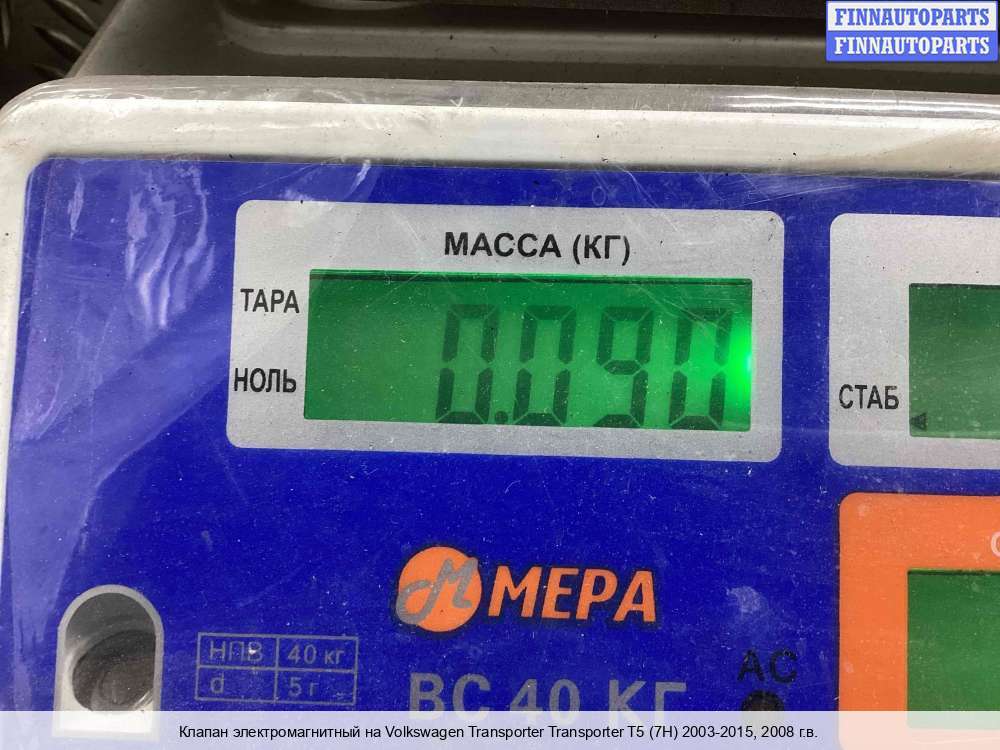 FINNAUTOPARTS
FINNAUTOPARTS
МАССА (КГ)
ТАРА
НОЛЬ
0.090
СТАБ
МЕРА
НПВ 40 кг
d 5 г
ВС 40 КГ
АС
Клапан электромагнитный на Volkswagen Transporter Transporter T5 (7H) 2003-2015, 2008 г.в.